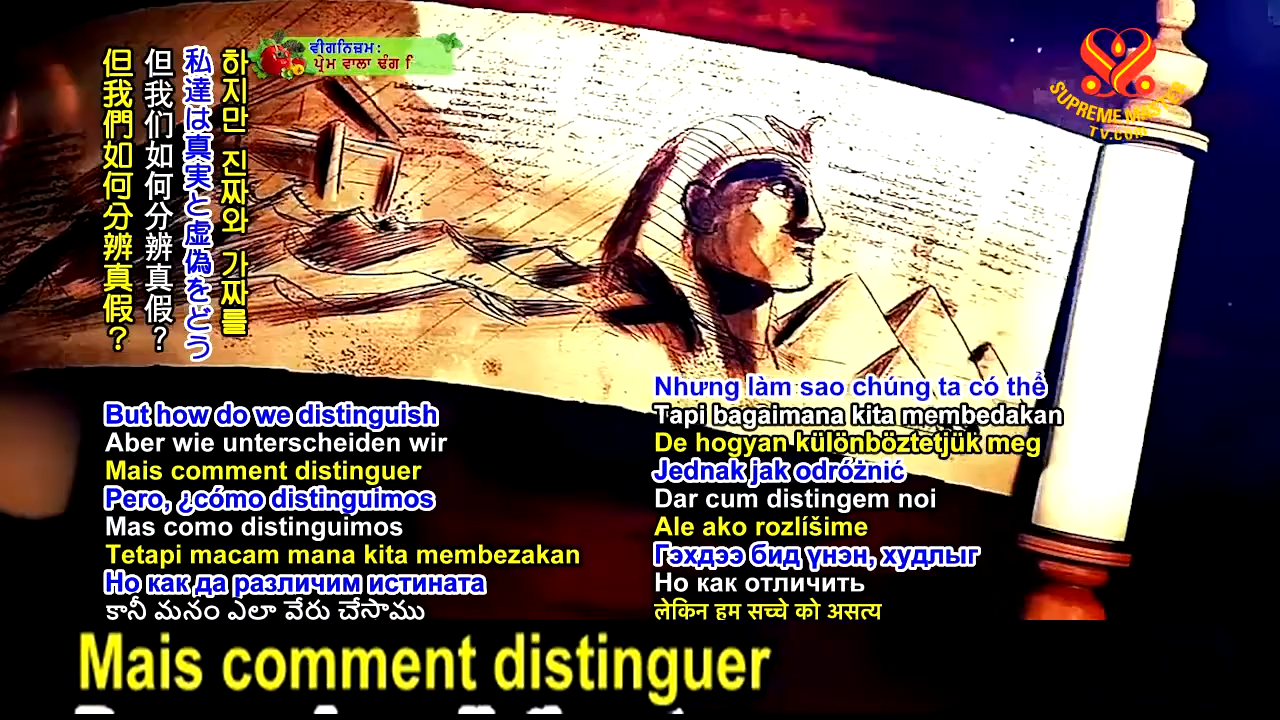 ਵੀਗਨਿਜ਼ਮ:
ਪ੍ਰੇਮ ਵਾਲਾ ਢੰਗ
SUPREME MASTER
TV.COM
하지만 진짜와 가짜를
私達は真実と虚偽をどう
但我们如何分辨真假？
但我們如何分辨真假？
But how do we distinguish
Aber wie unterscheiden wir
Mais comment distinguer
Pero, ¿cómo distinguimos
Mas como distinguimos
Tetapi macam mana kita membezakan
Но как да различим истината
కానీ మనం ఎలా వేరు చేసాము
Nhưng làm sao chúng ta có thể
Tapi bagaimana kita membedakan
De hogyan különböztetjük meg
Jednak jak odróżnić
Dar cum distingem noi
Ale ako rozlíšime
Гэхдээ бид үнэн, худлыг
Но как отличить
लेकिन हम सच्चे को असत्य
Mais comment distinguer